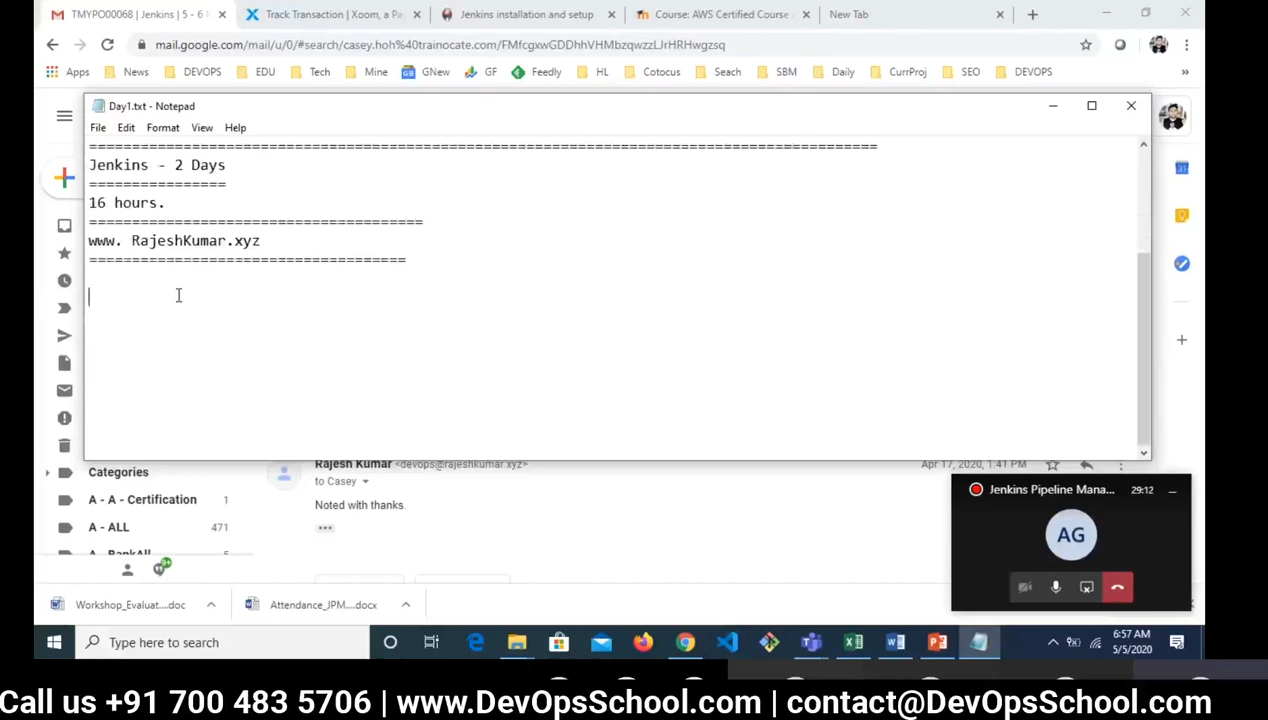 TMYPO00068 | Jenkins | 5 - 6
Track Transaction | Xoom, a Pa
Jenkins installation and setup
Course: AWS Certified Course
New Tab
mail.google.com/mail/u/0/#search/casey.hoh%40trainocate.com/FMfcgxwGDDhhVHMbzqwzzLJrHRHwgzsq
Apps
News
DEVOPS
EDU
Tech
Mine
GNew
GF
Feedly
HL
Cotocus
Seach
SBM
Daily
CurrProj
SEO
DEVOPS
»
Day1.txt - Notepad
File Edit Format View Help
Jenkins - 2 Days
================
16 hours.
=======================================
www. RajeshKumar.xyz
=====================================
Categories
A - A - Certification 1
A - ALL 471
A - BankAll
Rajesh Kumar <devops@rajeshkumar.xyz>
Apr 17, 2020, 1:41 PM
to Casey
Noted with thanks.
Jenkins Pipeline Mana...
29:12
AG
Workshop_Evaluat....doc
Attendance_JPM....docx
Type here to search
6:57 AM
5/5/2020
Call us +91 700 483 5706 | www.DevOpsSchool.com | contact@DevOpsSchool.com